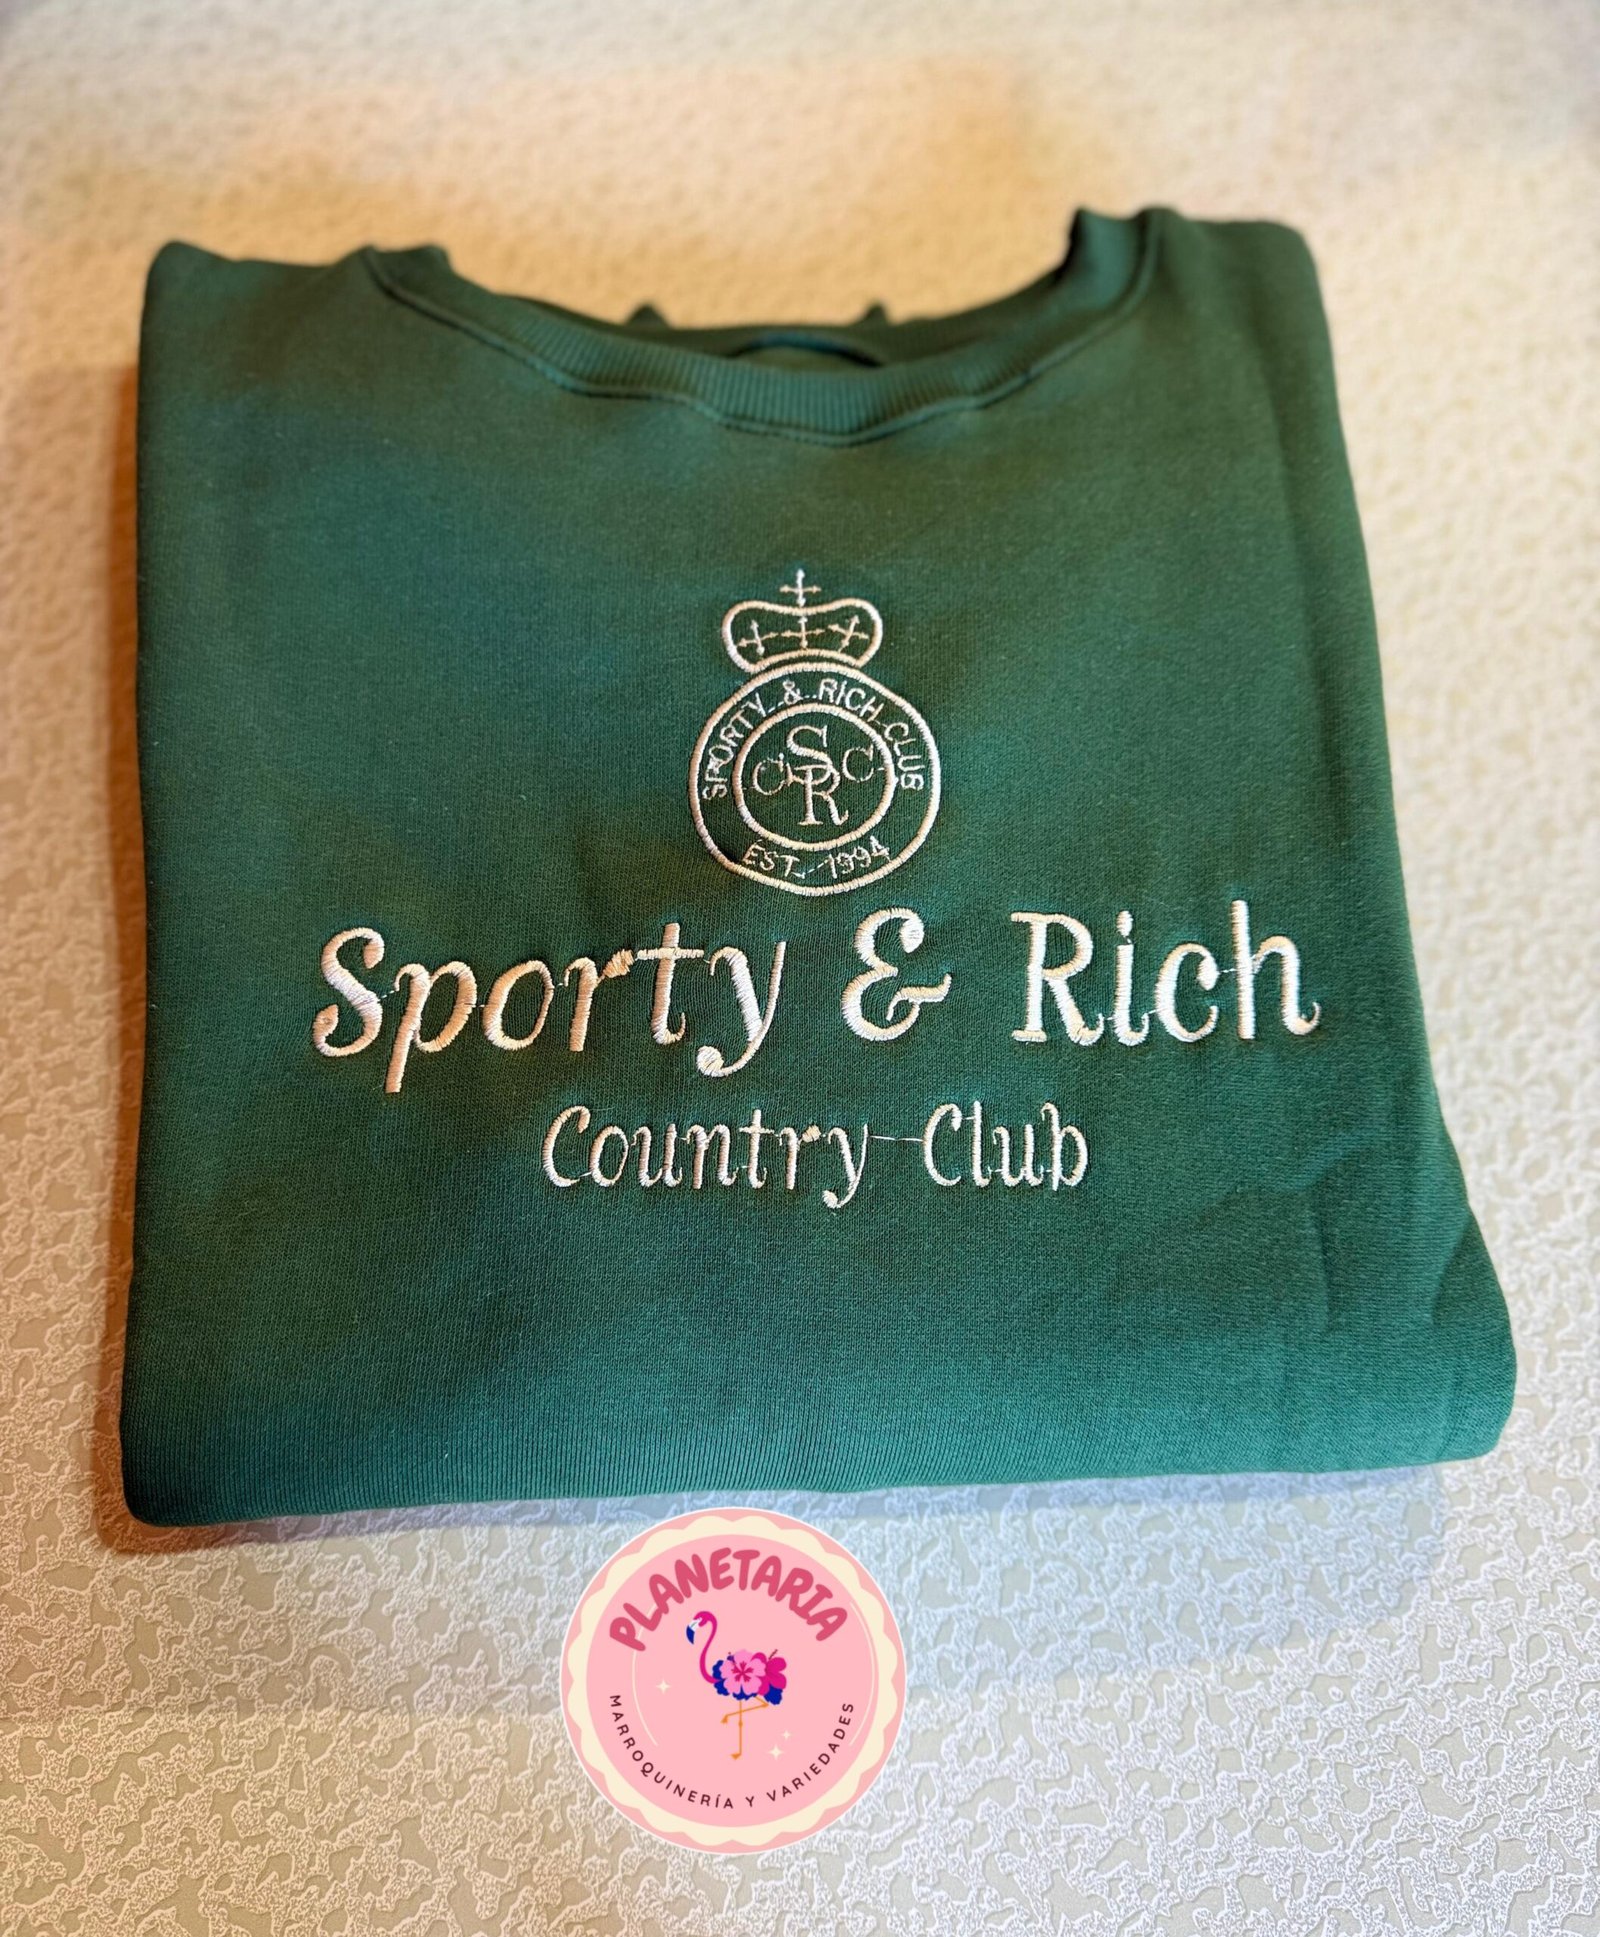 SPORTY & RICH CLUB
C S R C
EST. 1994
Sporty & Rich
Country Club
PLANETARIA
MARROQUINERÍA Y VARIEDADES